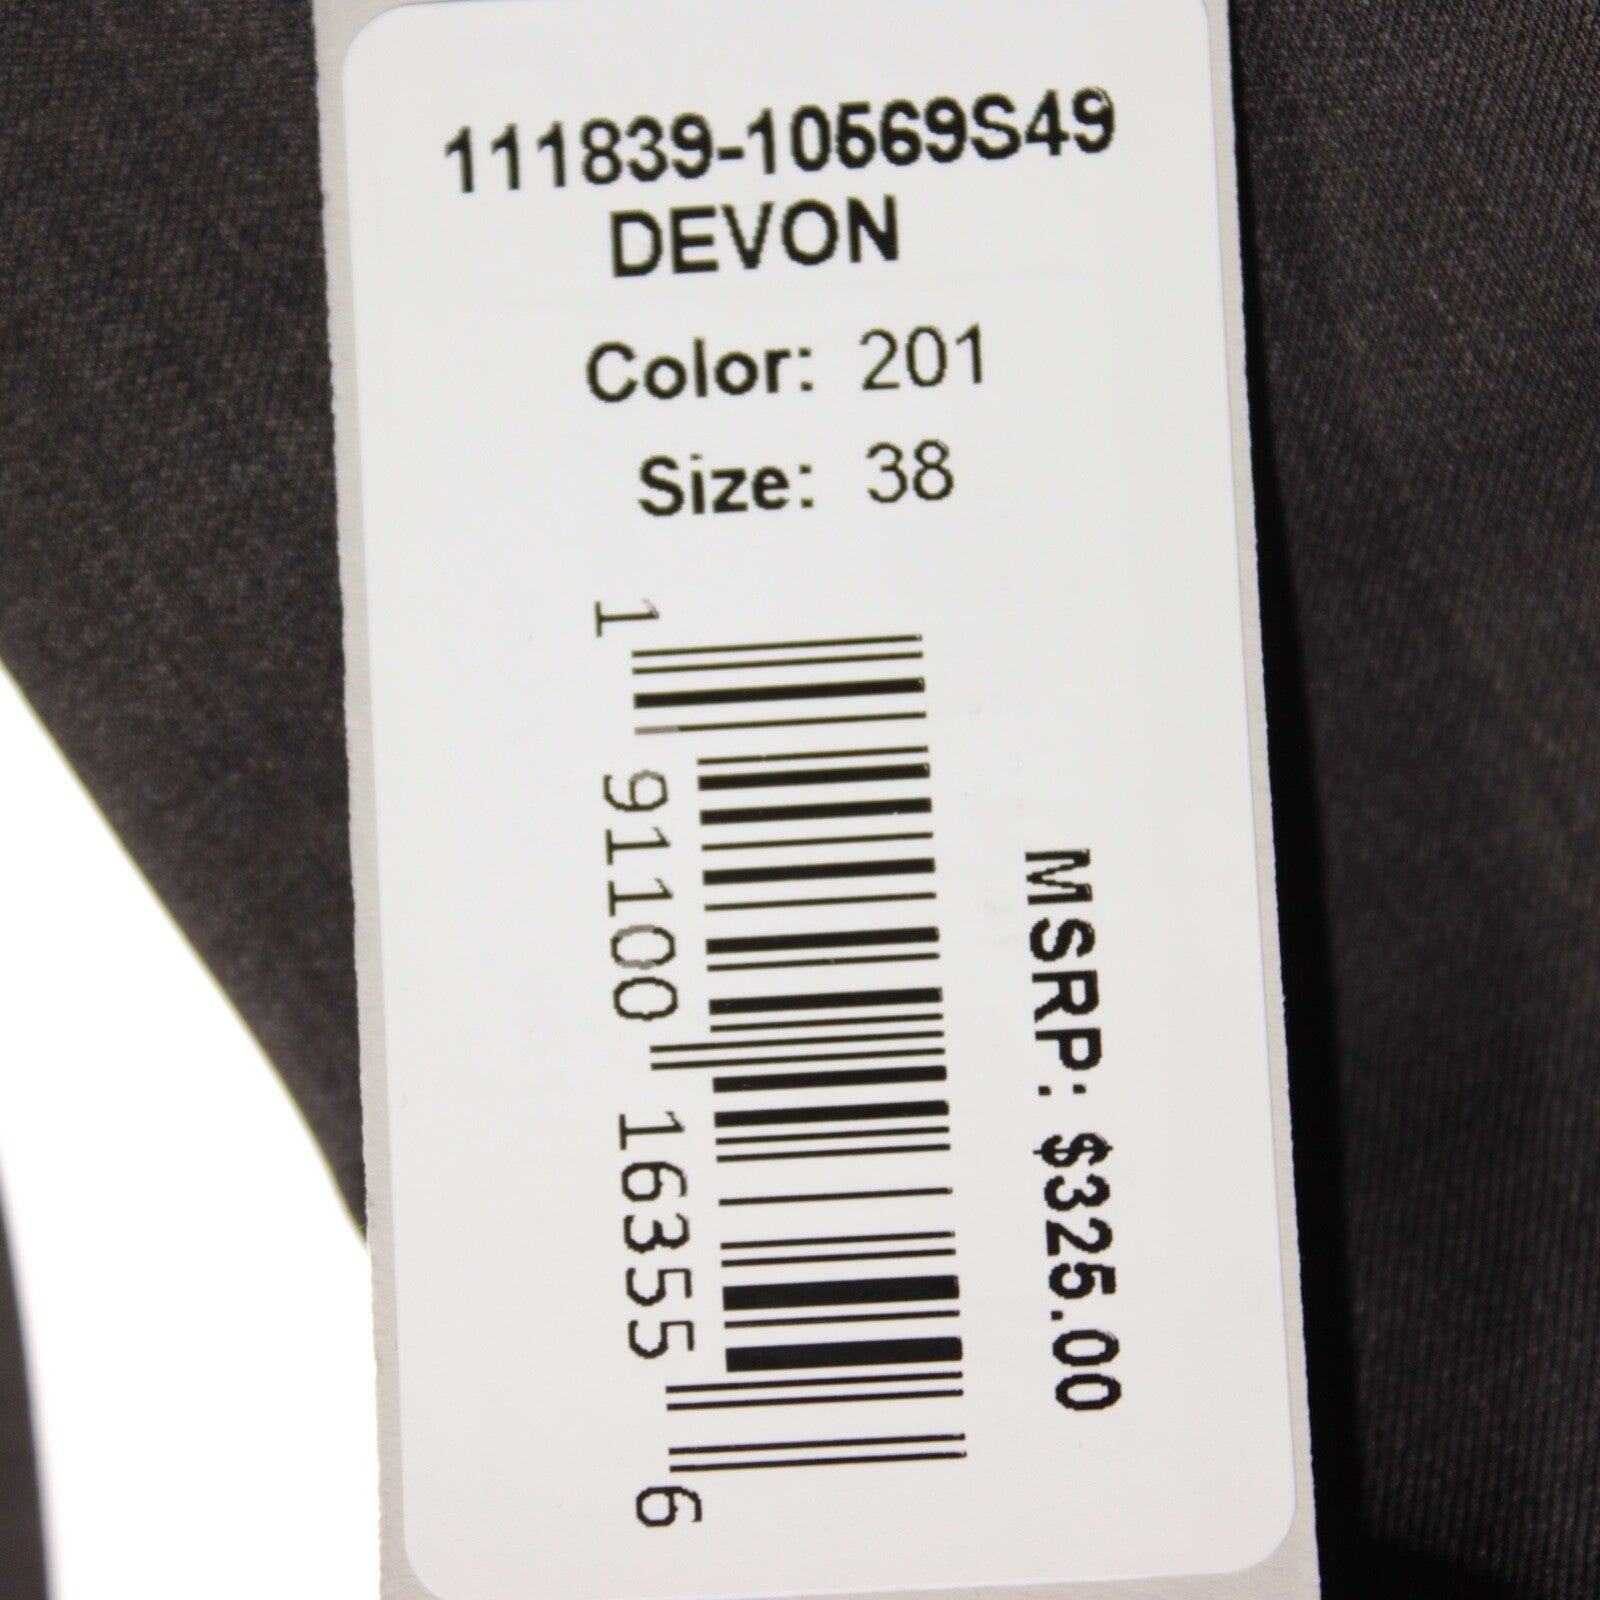 111839-10569S49
DEVON
Color: 201
Size: 38
1 91100 16355 6
MSRP: $325.00